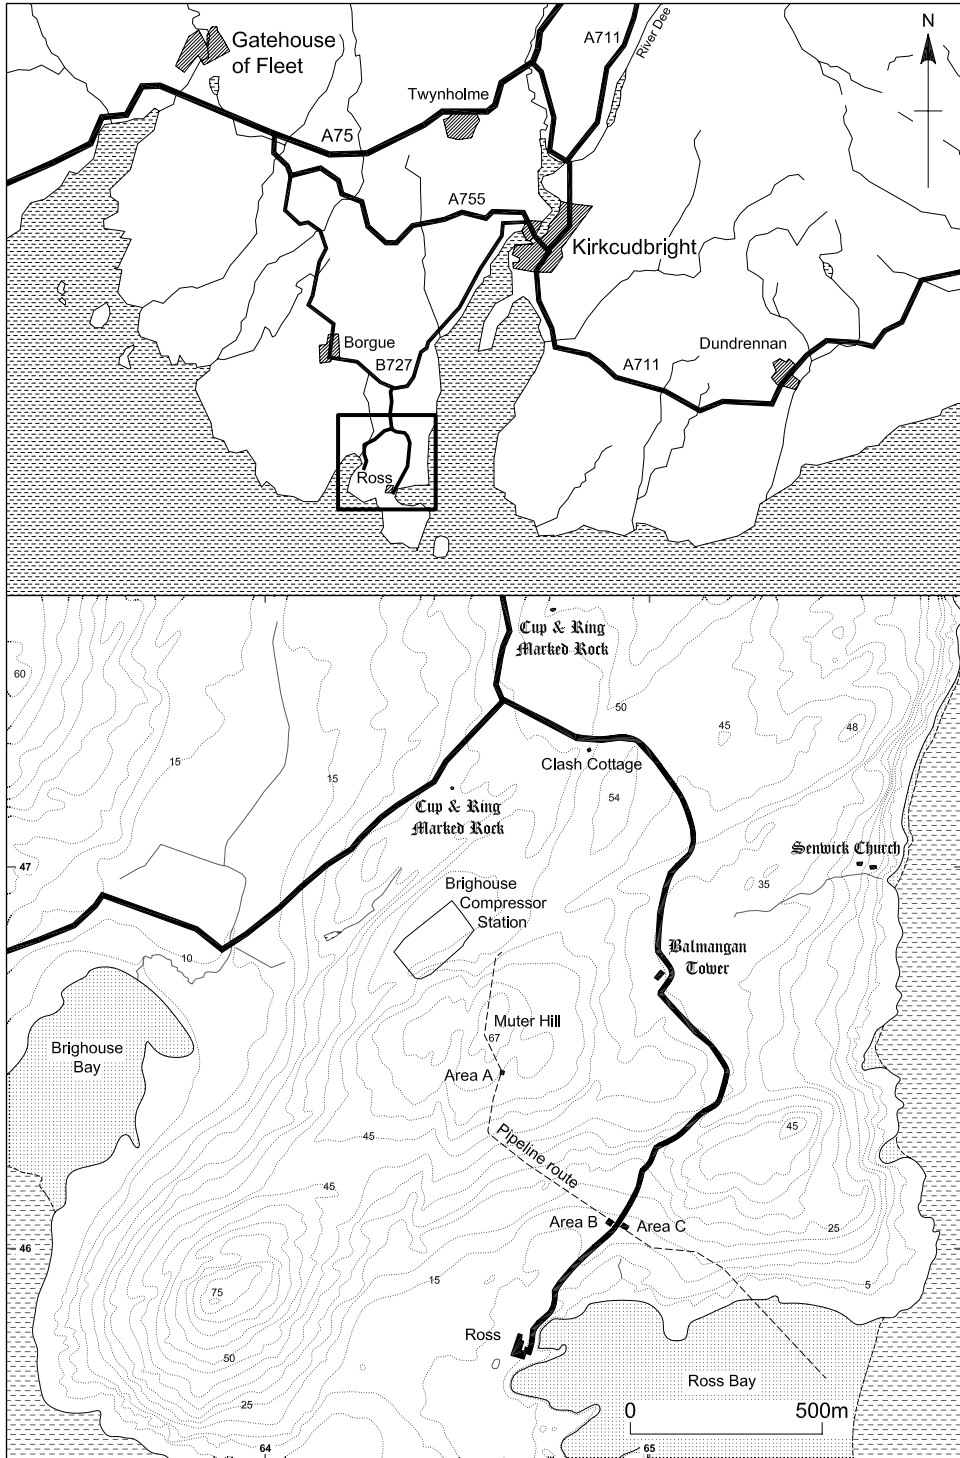 N
A711
River Dee
Gatehouse
of Fleet
Twynholme
A75
A755
Kirkcudbright
Borgue
B727
A711
Dundrennan
Ross
Cup & Ring
Marked Rock
60
50
45
48
15
15
Clash Cottage
54
Cup & Ring
Marked Rock
Senwick Church
47
35
Brighouse
Compressor
Station
Balmangan
Tower
10
Muter Hill
67
Brighouse
Bay
Area A
45
45
Pipeline route
45
Area B
Area C
25
46
15
5
75
Ross
50
Ross Bay
25
0
500m
64
65